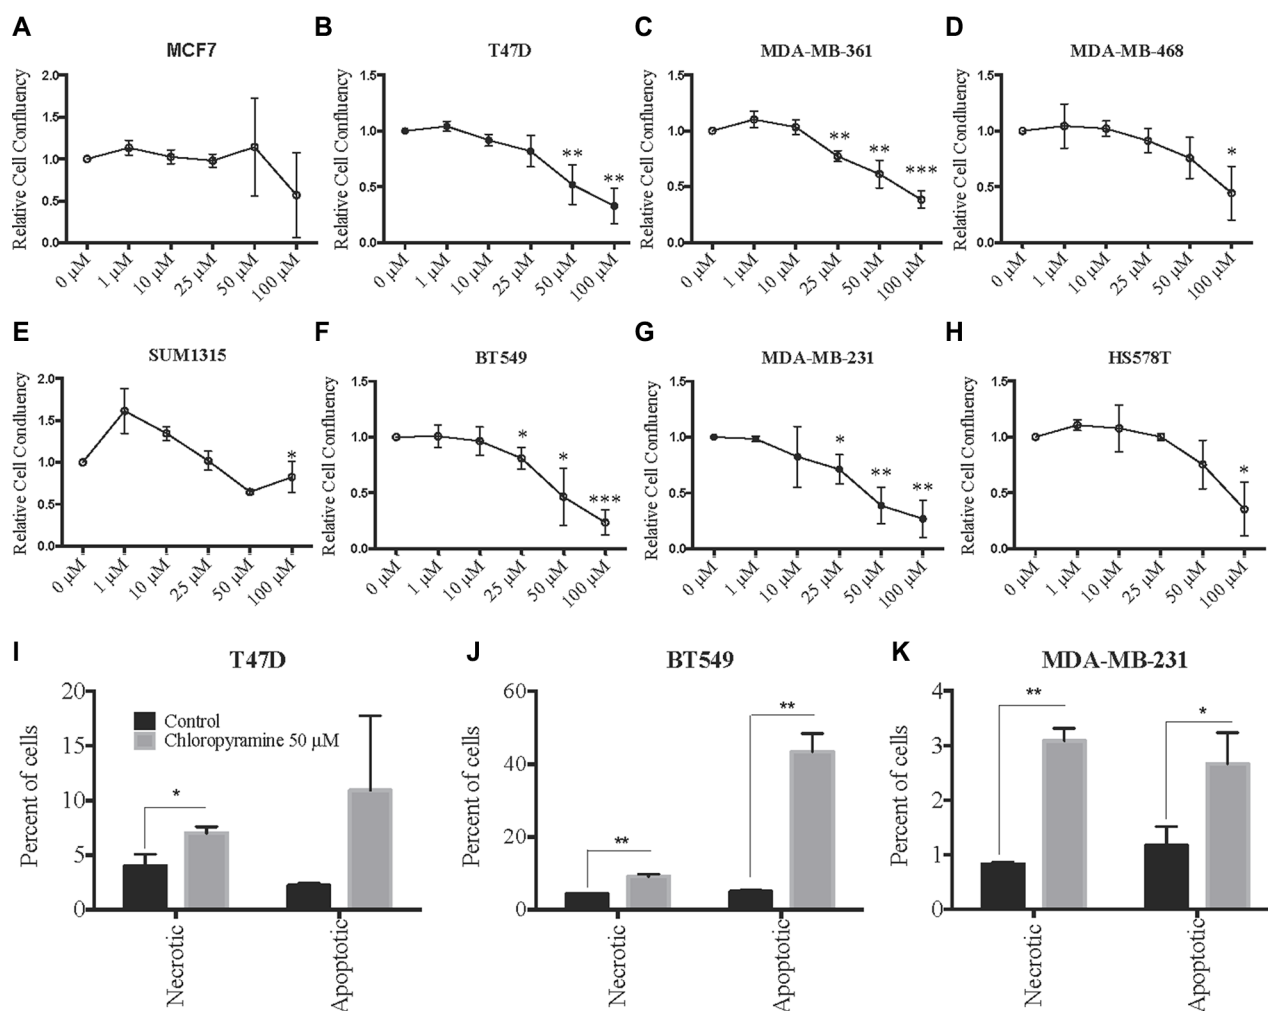 A
MCF7
Relative Cell Confluency
2.0
1.5
1.0
0.5
0.0
0 µM
1 µM
10 µM
25 µM
50 µM
100 µM
B
T47D
Relative Cell Confluency
1.5
1.0
0.5
0.0
**
**
0 µM
1 µM
10 µM
25 µM
50 µM
100 µM
C
MDA-MB-361
Relative Cell Confluency
1.5
1.0
0.5
0.0
**
**
***
0 µM
1 µM
10 µM
25 µM
50 µM
100 µM
D
MDA-MB-468
Relative Cell Condluency
1.5
1.0
0.5
0.0
*
0 µM
1 µM
10 µM
25 µM
50 µM
100 µM
E
SUM1315
Relative Cell Condluency
2.0
1.5
1.0
0.5
0.0
*
0 µM
1 µM
10 µM
25 µM
50 µM
100 µM
F
BT549
Relative Cell Confluency
1.5
1.0
0.5
0.0
*
*
***
0 µM
1 µM
10 µM
25 µM
50 µM
100 µM
G
MDA-MB-231
Relative Cell Confluency
1.5
1.0
0.5
0.0
*
**
**
0 µM
1 µM
10 µM
25 µM
50 µM
100 µM
H
HS578T
Relative Cell Confluency
1.5
1.0
0.5
0.0
*
0 µM
1 µM
10 µM
25 µM
50 µM
100 µM
I
T47D
Percent of cells
20
15
10
5
0
Control
Chloropyramine 50 µM
*
Necrotic
Apoptotic
J
BT549
Percent of cells
60
40
20
0
**
**
Necrotic
Apoptotic
K
MDA-MB-231
Percent of cells
4
3
2
1
0
**
*
Necrotic
Apoptotic